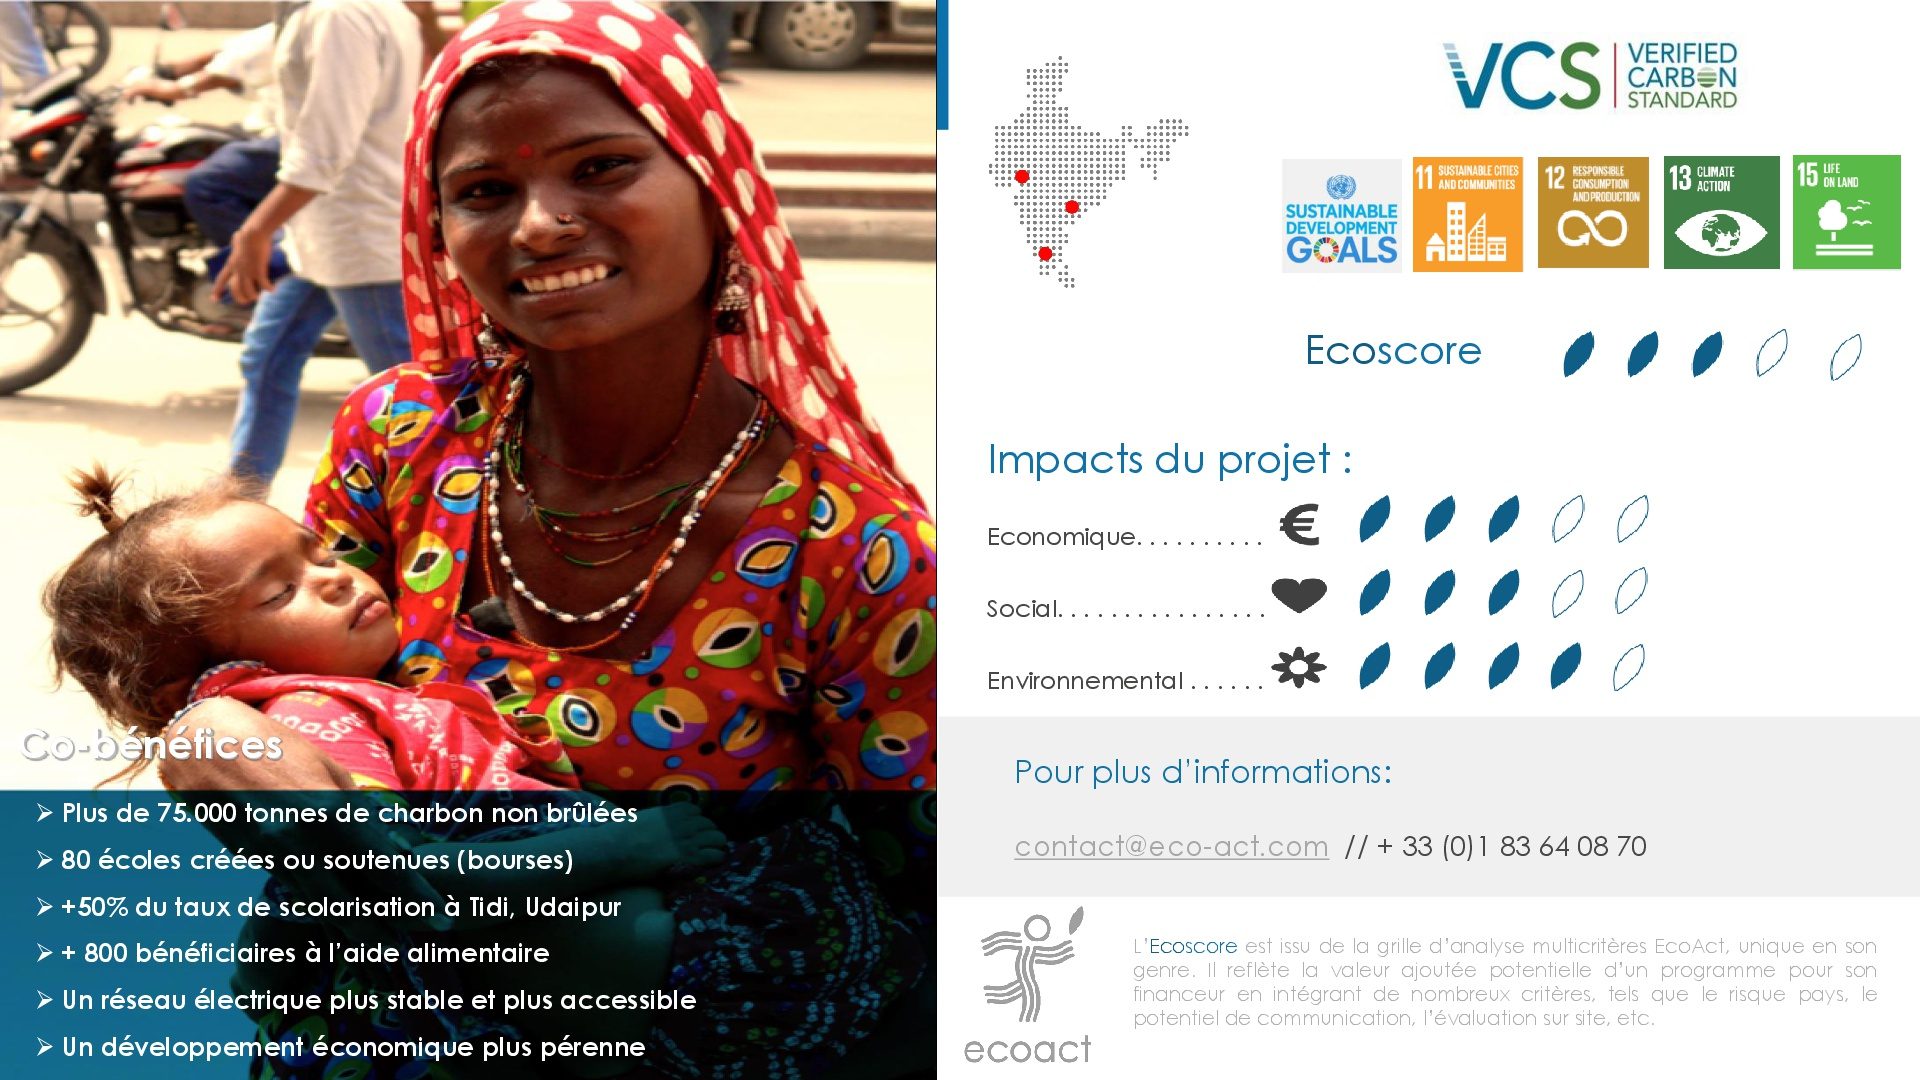 Co-bénéfices
Plus de 75.000 tonnes de charbon non brûlées
80 écoles créées ou soutenues (bourses)
+50% du taux de scolarisation à Tidi, Udaipur
+ 800 bénéficiaires à l’aide alimentaire
Un réseau électrique plus stable et plus accessible
Un développement économique plus pérenne
VCS
VERIFIED
CARBON
STANDARD
SUSTAINABLE
DEVELOPMENT
GOALS
11 SUSTAINABLE CITIES
AND COMMUNITIES
12 RESPONSIBLE
CONSUMPTION
AND PRODUCTION
13 CLIMATE
ACTION
15 LIFE
ON LAND
Ecoscore
Impacts du projet :
Economique. . . . . . . . . . €
Social. . . . . . . . . . . . . . . .
Environnemental . . . . . .
Pour plus d’informations:
contact@eco-act.com // + 33 (0)1 83 64 08 70
ecoact
L’Ecoscore est issu de la grille d’analyse multicritères EcoAct, unique en son
genre. Il reflète la valeur ajoutée potentielle d’un programme pour son
financeur en intégrant de nombreux critères, tels que le risque pays, le
potentiel de communication, l’évaluation sur site, etc.